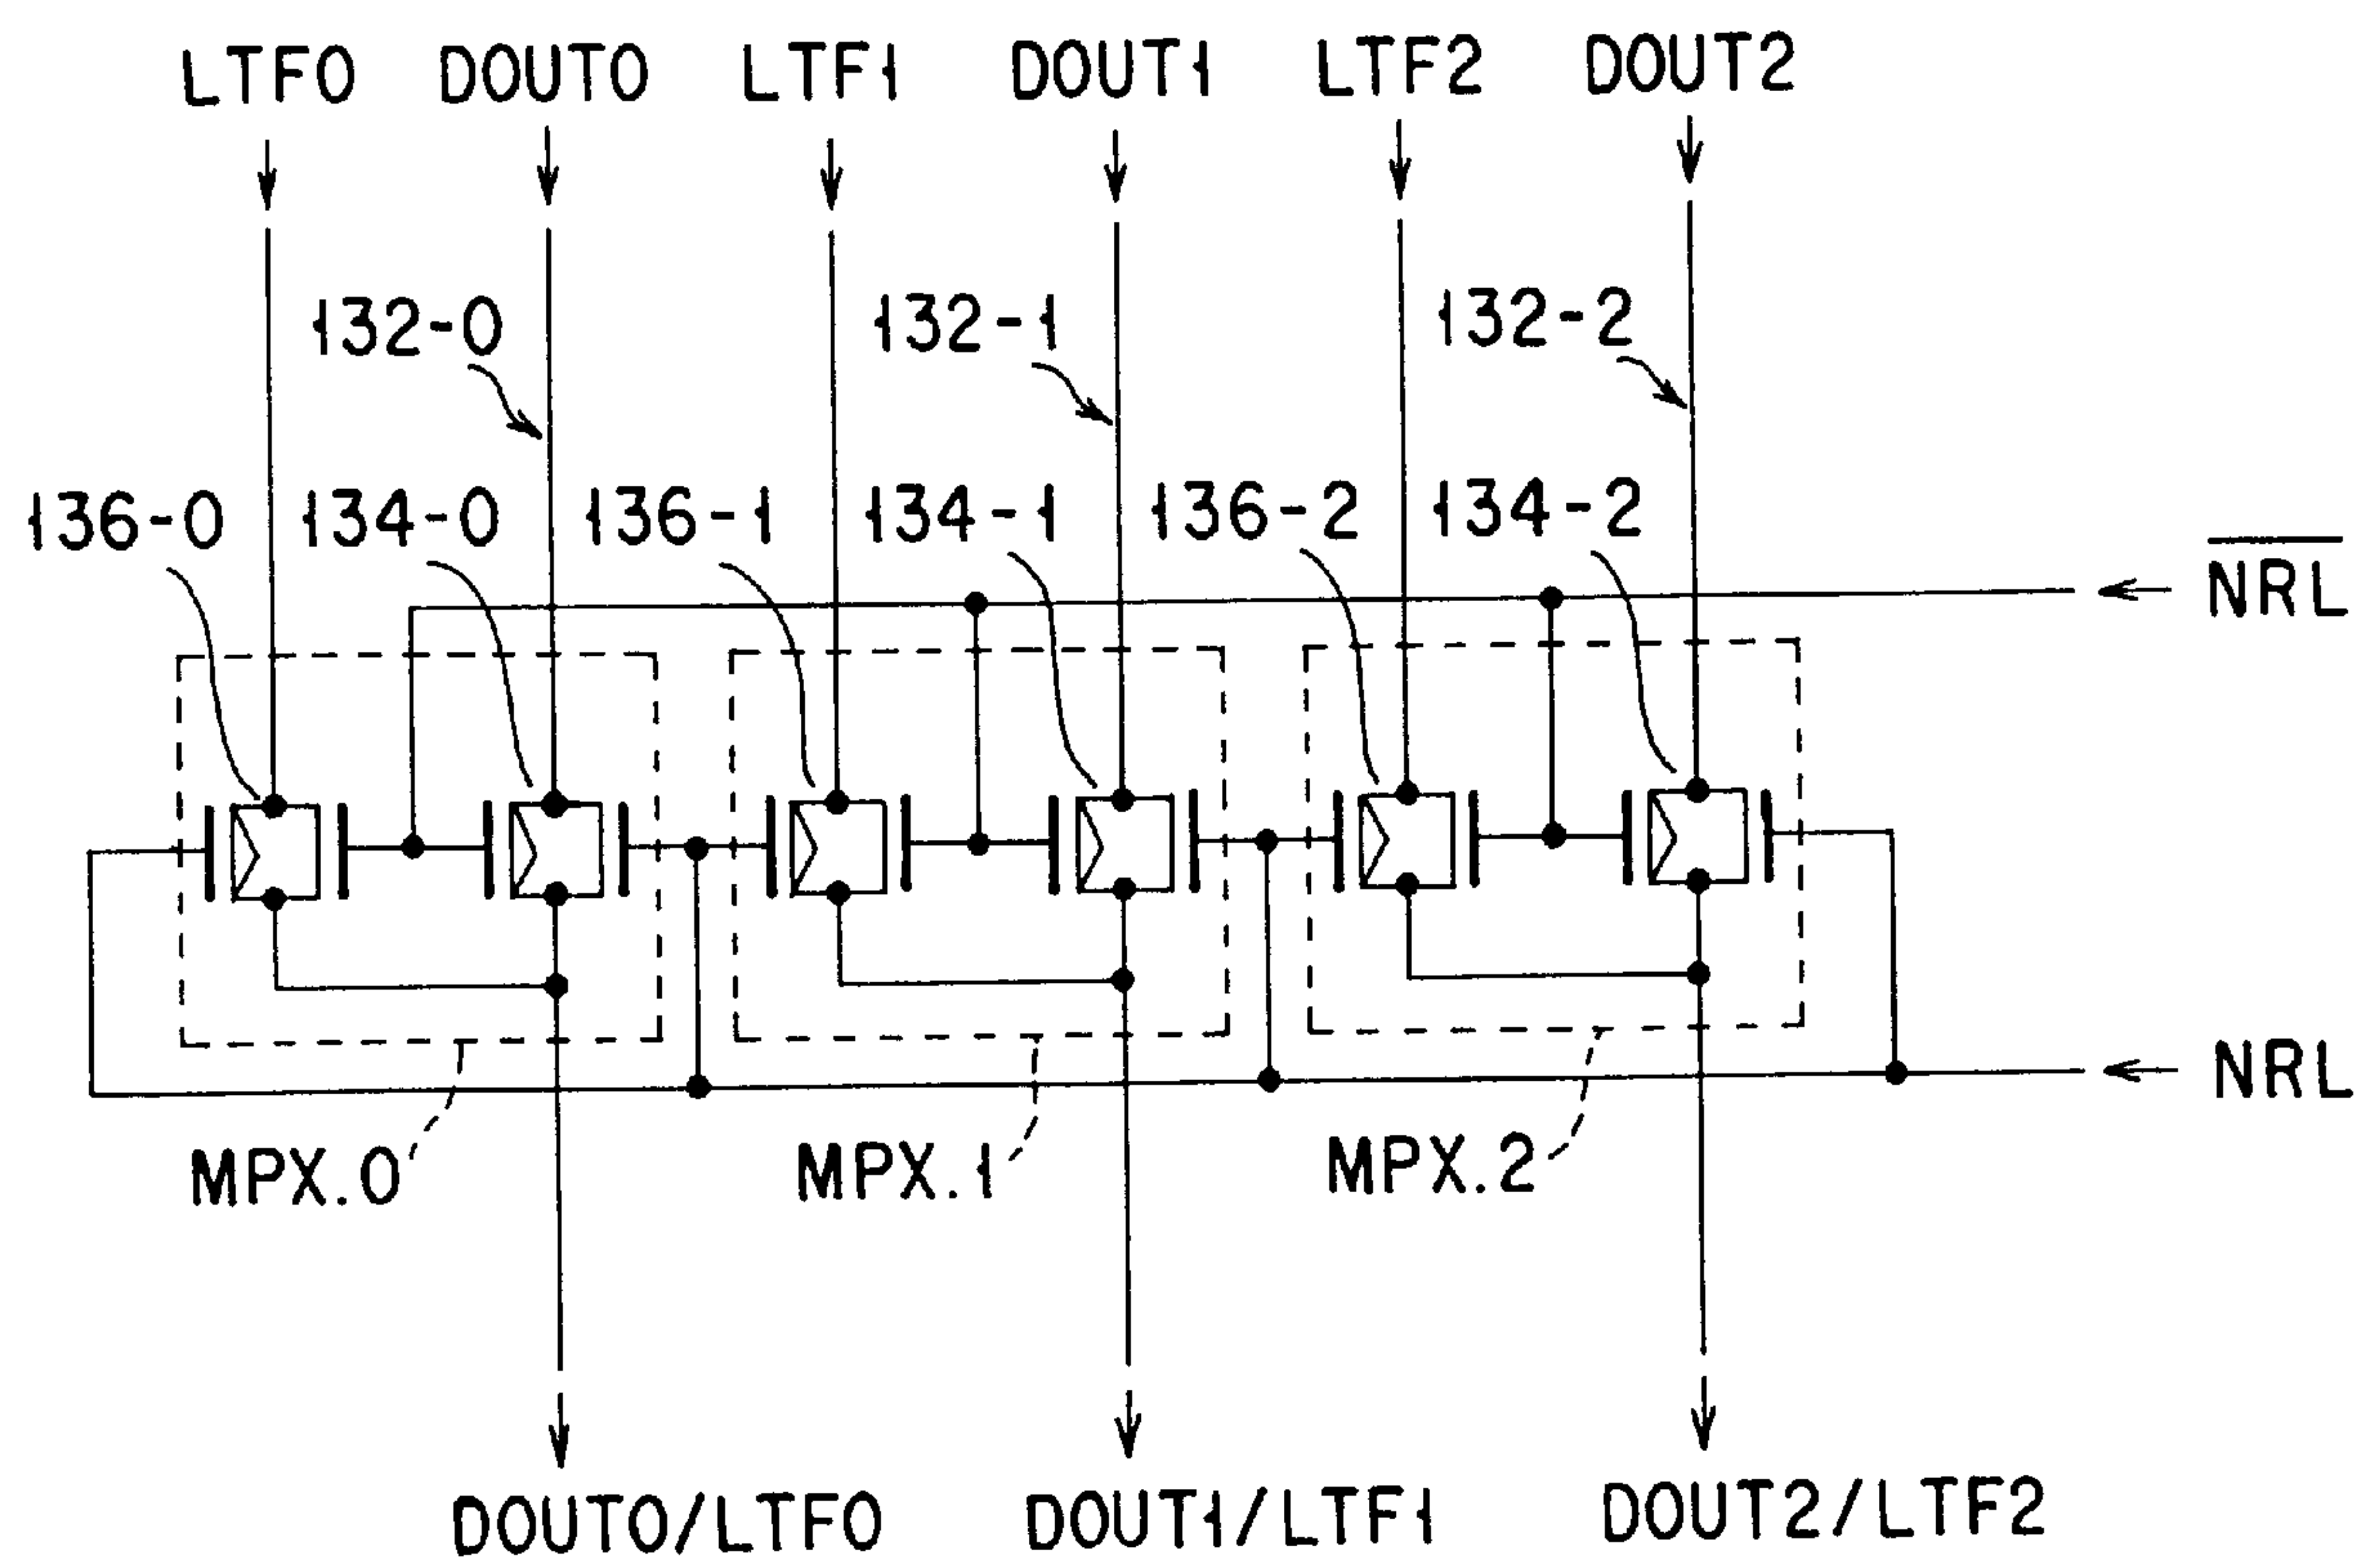 LTF0 DOUT0 LTF1 DOUT1 LTF2 DOUT2
132-0 132-1 132-2
136-0 134-0 136-1 134-1 136-2 134-2
N̅R̅L̅
NRL
MPX.0 MPX.1 MPX.2
DOUT0/LTF0 DOUT1/LTF1 DOUT2/LTF2